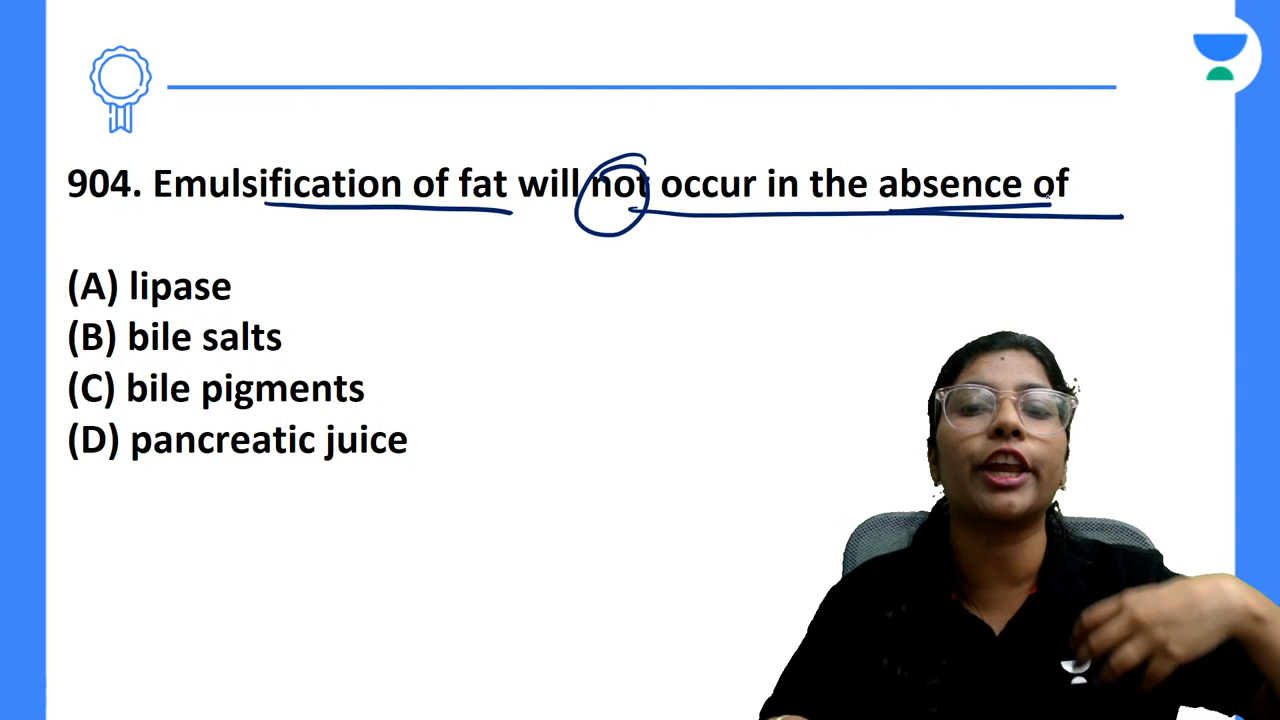 904. Emulsification of fat will not occur in the absence of
(A) lipase
(B) bile salts
(C) bile pigments
(D) pancreatic juice